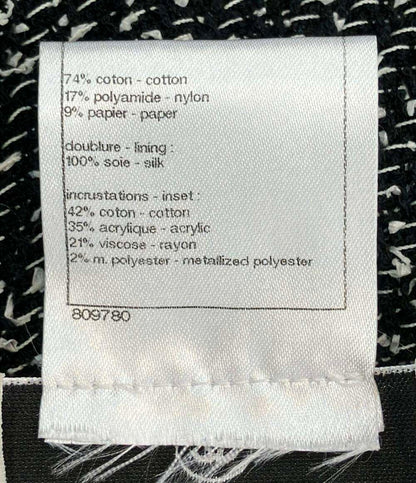 74% coton - cotton
17% polyamide - nylon
9% papier - paper
doublure - lining :
100% soie - silk
incrustations - inset :
42% coton - cotton
35% acrylique - acrylic
21% viscose - rayon
2% m. polyester - metallized polyester
809780